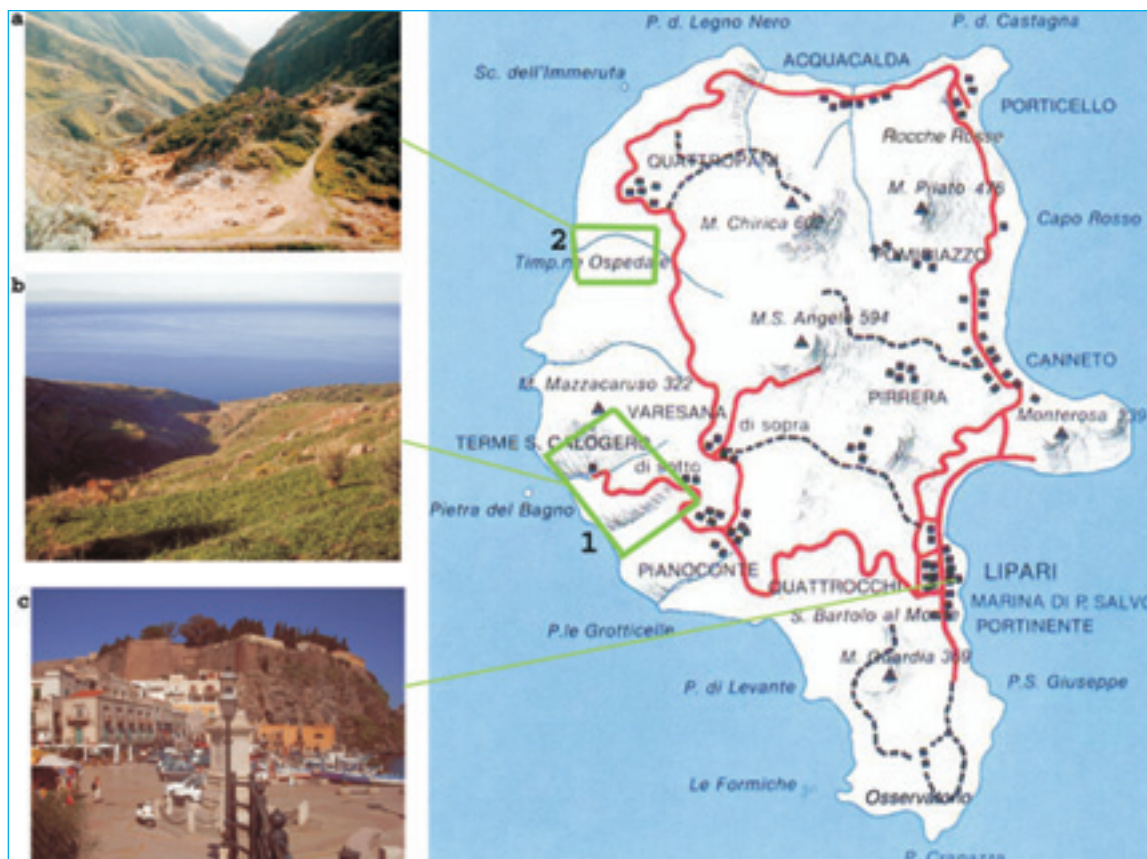 a
b
c
P. d. Legno Nero
P. d. Castagna
ACQUACALDA
Sc. dell'Immeruta
PORTICELLO
Rocche Rosse
QUATTROPANI
M. Pilato 476
M. Chirica 602
Capo Rosso
2
Timp.ne Ospedale
M.S. Angelo 594
CANNETO
M. Mazzacaruso 322
PIRRERA
VARESANA
di sopra
Monterosa 239
TERME S. CALOGERO
di sotto
Pietra del Bagno
1
PIANOCONTE
QUATTROCCHI
LIPARI
MARINA DI P. SALVO
S. Bartolo al Monte
PORTINENTE
P.le Grotticelle
M. Guardia 369
P. di Levante
P.S. Giuseppe
Le Formiche
Osservatorio